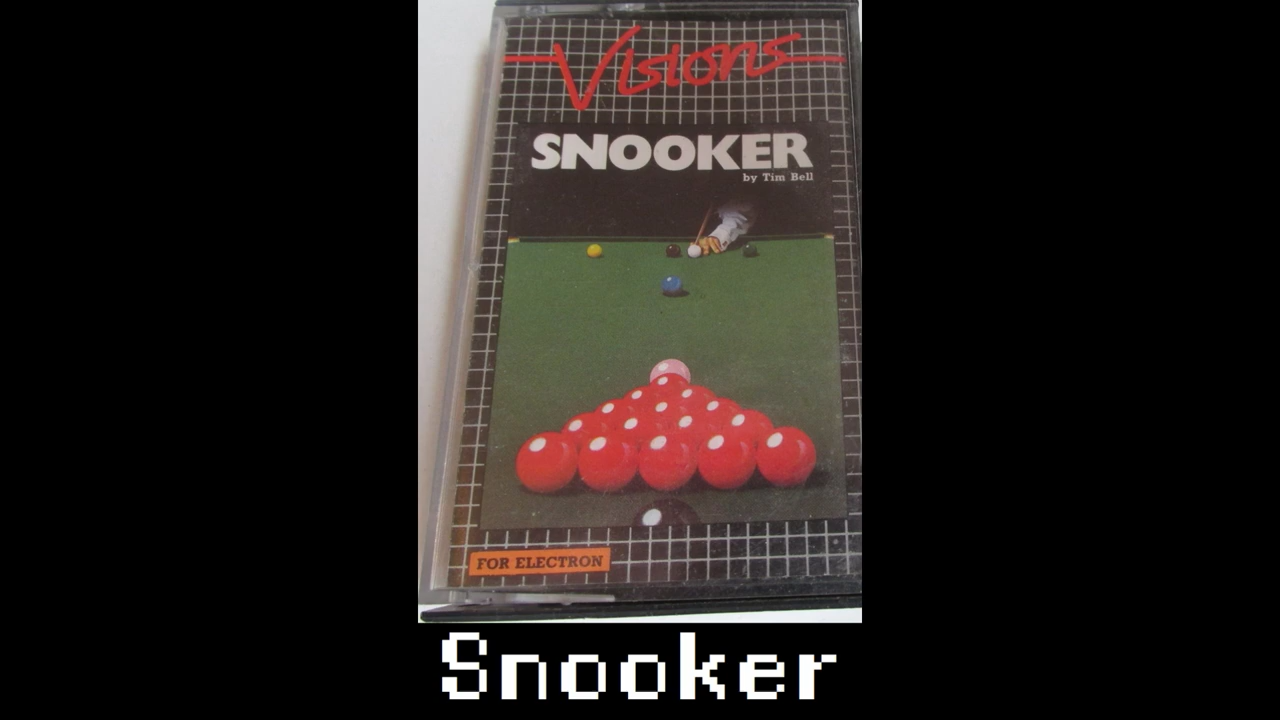 Visions
SNOOKER
by Tim Bell
FOR ELECTRON
Snooker